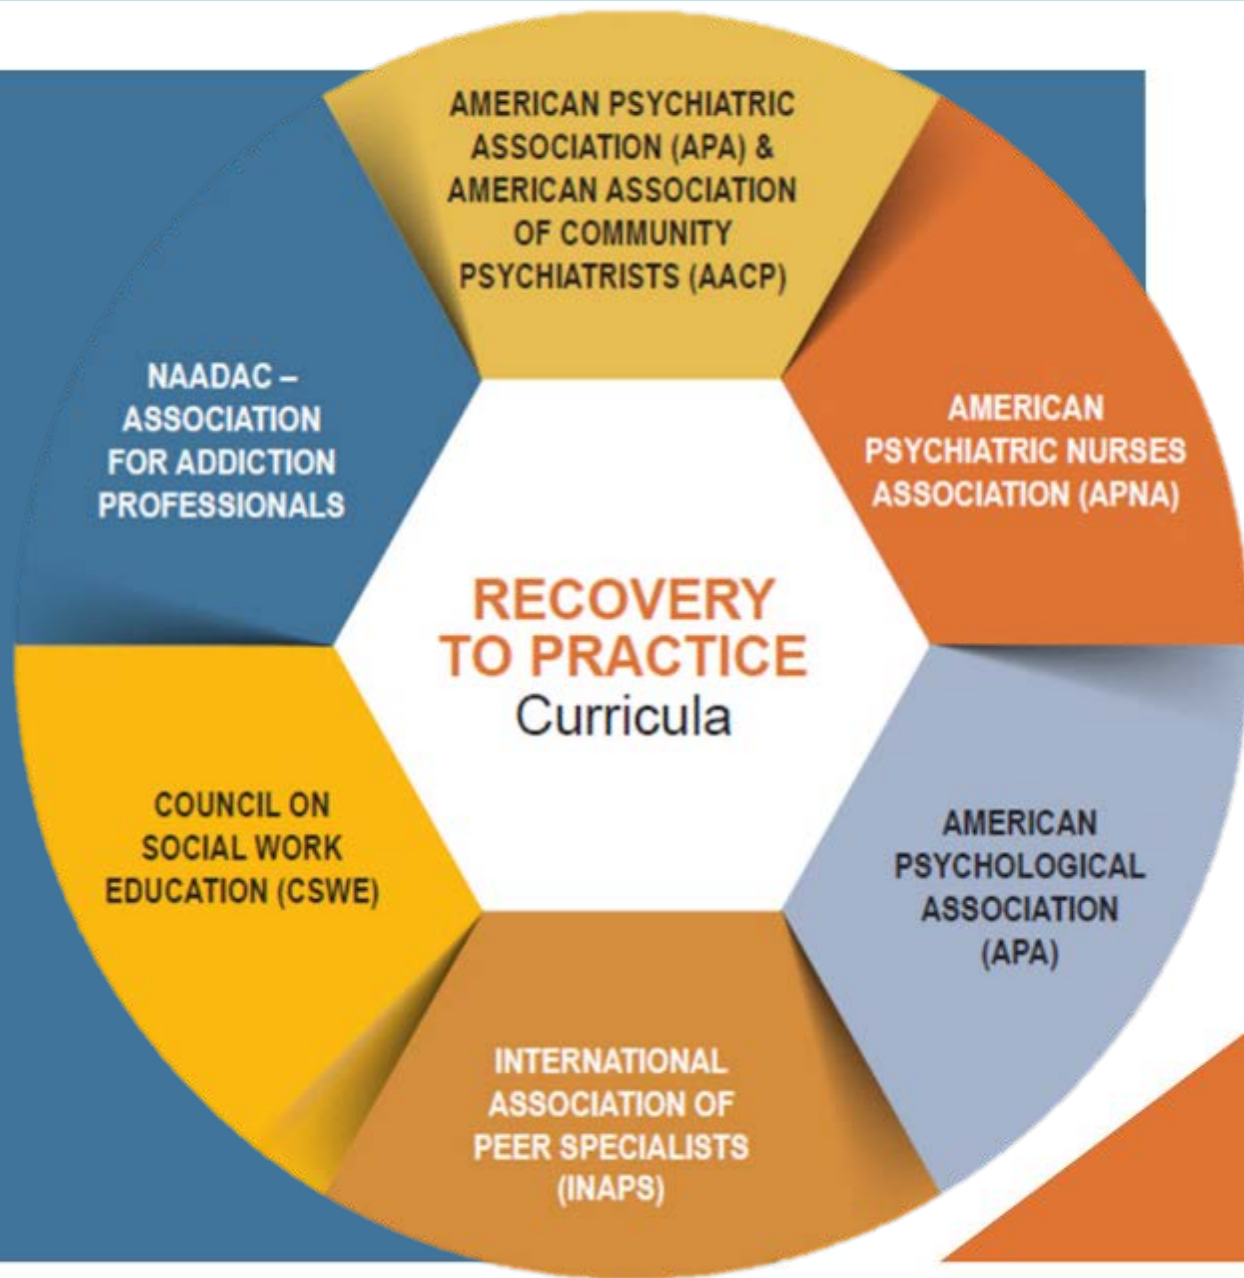 AMERICAN PSYCHIATRIC
ASSOCIATION (APA) &
AMERICAN ASSOCIATION
OF COMMUNITY
PSYCHIATRISTS (AACP)
AMERICAN
PSYCHIATRIC NURSES
ASSOCIATION (APNA)
AMERICAN
PSYCHOLOGICAL
ASSOCIATION
(APA)
INTERNATIONAL
ASSOCIATION OF
PEER SPECIALISTS
(INAPS)
COUNCIL ON
SOCIAL WORK
EDUCATION (CSWE)
NAADAC –
ASSOCIATION
FOR ADDICTION
PROFESSIONALS
RECOVERY
TO PRACTICE
Curricula